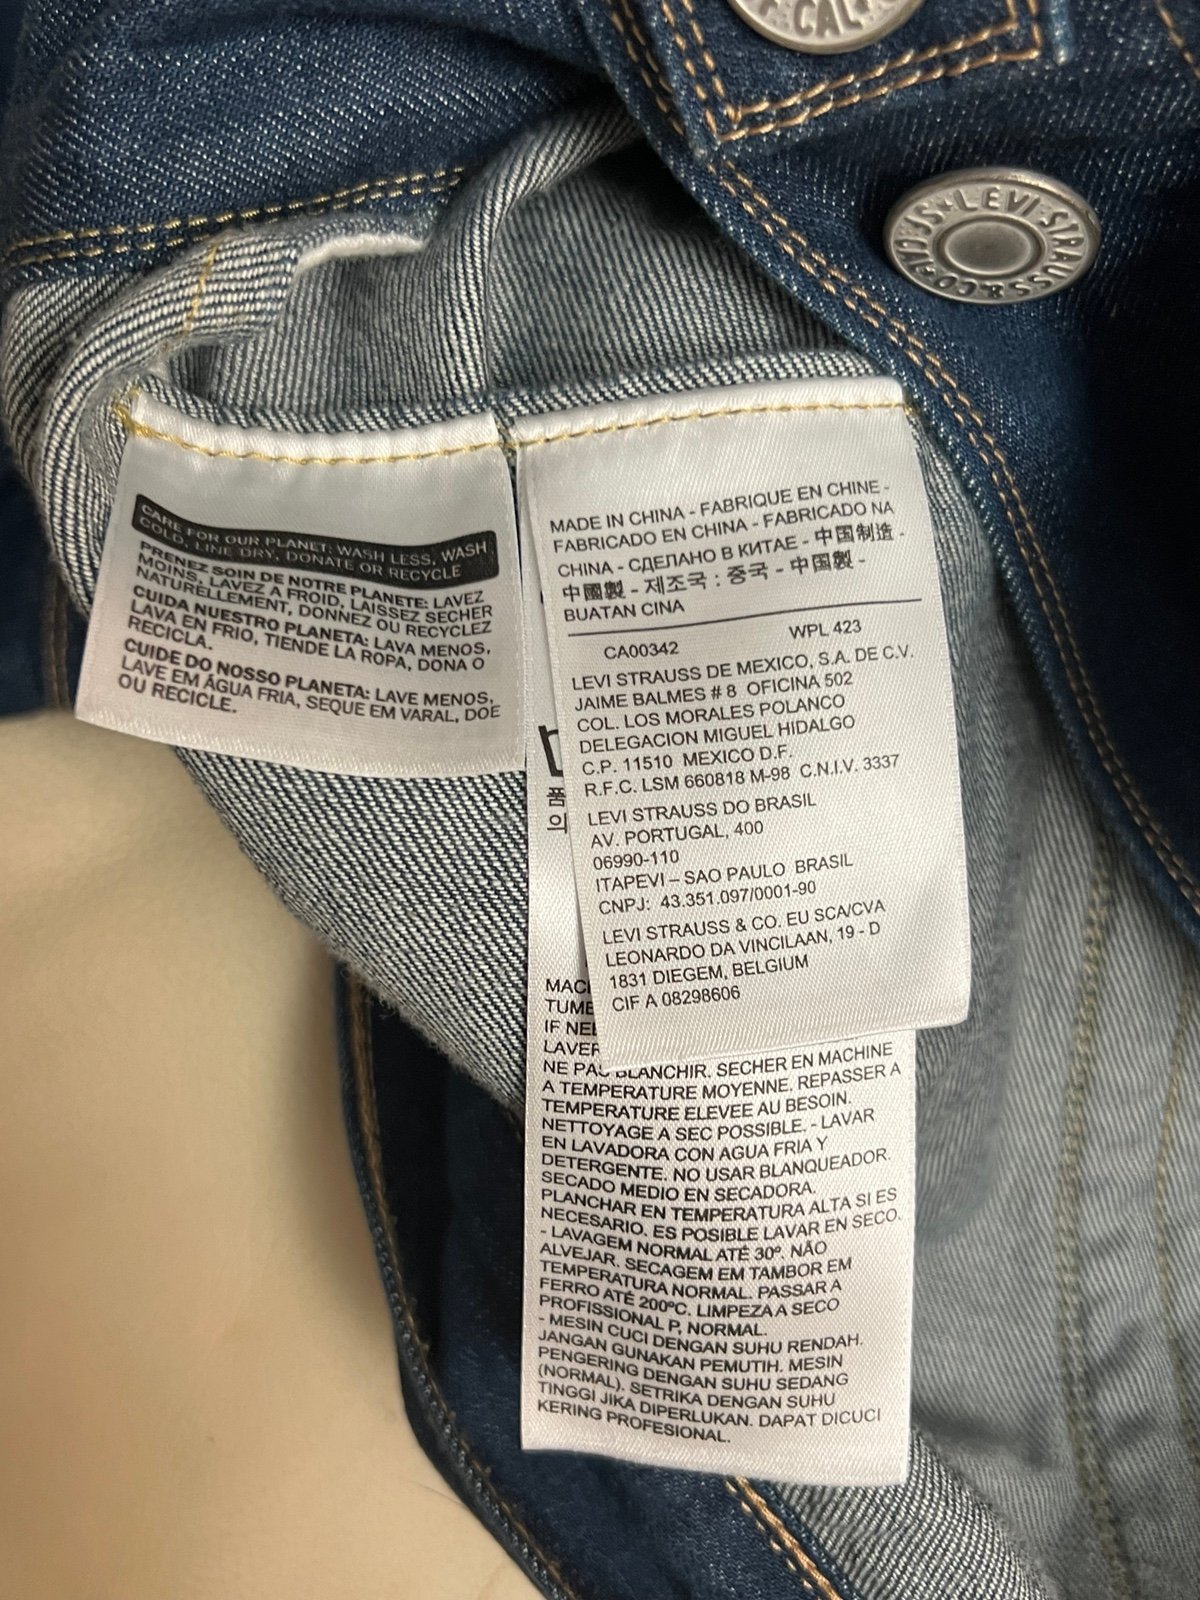 CAL
LEVI STRAUSS & CO
CARE FOR OUR PLANET: WASH LESS, WASH
COLD, LINE DRY, DONATE OR RECYCLE
PRENEZ SOIN DE NOTRE PLANETE: LAVEZ
MOINS, LAVEZ A FROID, LAISSEZ SECHER
NATURELLEMENT, DONNEZ OU RECYCLEZ
CUIDA NUESTRO PLANETA: LAVA MENOS,
LAVA EN FRIO, TIENDE LA ROPA, DONA O
RECICLA.
CUIDE DO NOSSO PLANETA: LAVE MENOS,
LAVE EM ÁGUA FRIA, SEQUE EM VARAL, DOE
OU RECICLE.
MADE IN CHINA - FABRIQUE EN CHINE -
FABRICADO EN CHINA - FABRICADO NA
CHINA - СДЕЛАНО В КИТАЕ - 中国制造 -
中國製 - 제조국 : 중국 - 中国製 -
BUATAN CINA
CA00342 WPL 423
LEVI STRAUSS DE MEXICO, S.A. DE C.V.
JAIME BALMES # 8 OFICINA 502
COL. LOS MORALES POLANCO
DELEGACION MIGUEL HIDALGO
C.P. 11510 MEXICO D.F.
R.F.C. LSM 660818 M-98 C.N.I.V. 3337
LEVI STRAUSS DO BRASIL
AV. PORTUGAL, 400
06990-110
ITAPEVI – SAO PAULO BRASIL
CNPJ: 43.351.097/0001-90
LEVI STRAUSS & CO. EU SCA/CVA
LEONARDO DA VINCILAAN, 19 - D
1831 DIEGEM, BELGIUM
CIF A 08298606
품
의
IF
NE PAS BLANCHIR. SECHER EN MACHINE
A TEMPERATURE MOYENNE. REPASSER A
TEMPERATURE ELEVEE AU BESOIN.
NETTOYAGE A SEC POSSIBLE. - LAVAR
EN LAVADORA CON AGUA FRIA Y
DETERGENTE. NO USAR BLANQUEADOR.
SECADO MEDIO EN SECADORA.
PLANCHAR EN TEMPERATURA ALTA SI ES
NECESARIO. ES POSIBLE LAVAR EN SECO.
- LAVAGEM NORMAL ATÉ 30º. NÃO
ALVEJAR. SECAGEM EM TAMBOR EM
TEMPERATURA NORMAL. PASSAR A
FERRO ATÉ 200ºC. LIMPEZA A SECO
PROFISSIONAL P, NORMAL.
- MESIN CUCI DENGAN SUHU RENDAH.
JANGAN GUNAKAN PEMUTIH. MESIN
PENGERING DENGAN SUHU SEDANG
(NORMAL). SETRIKA DENGAN SUHU
TINGGI JIKA DIPERLUKAN. DAPAT DICUCI
KERING PROFESIONAL.